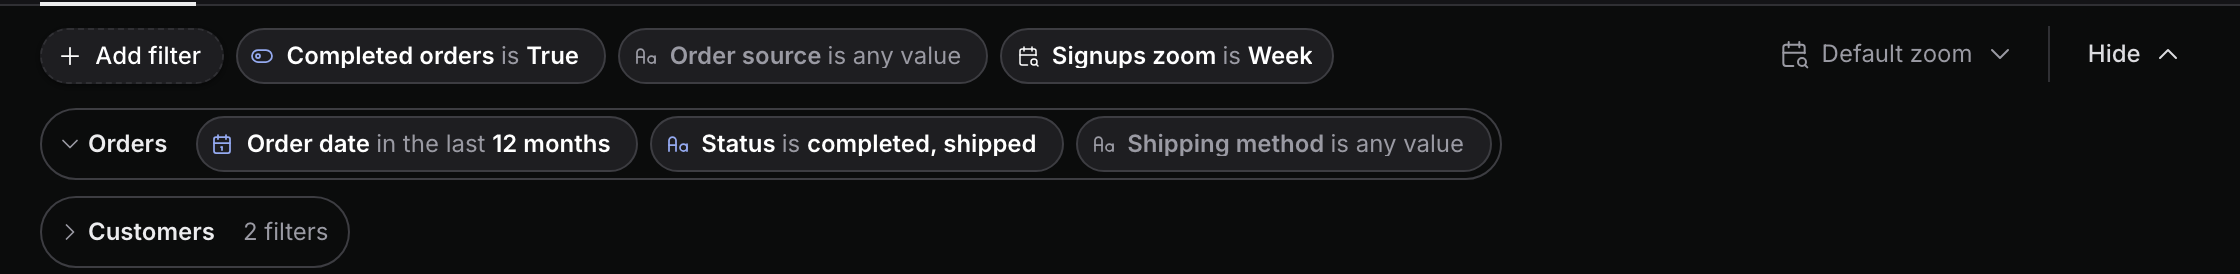 Add filter Completed orders is True Order source is any value Signups zoom is Week Default zoom Hide
Orders Order date in the last 12 months Status is completed, shipped Shipping method is any value
Customers 2 filters